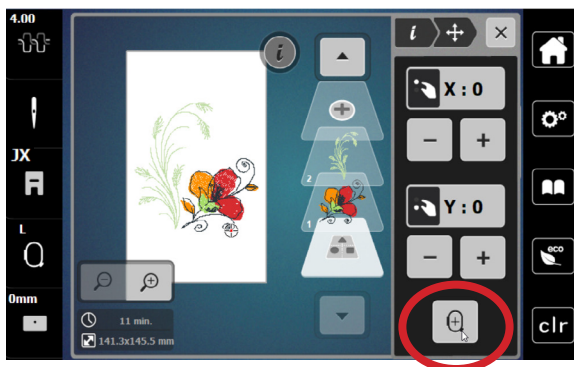 4.00
i
i
X : 0
− +
JX
2
Y : 0
1
L
− +
eco
0mm
11 min.
141.3x145.5 mm
clr